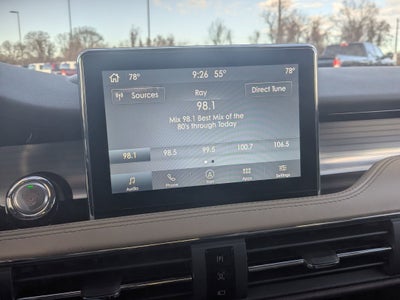 78° 9:26 55° 78°
Sources Ray Direct Tune
98.1
Mix 98.1 Best Mix of the
80's through Today
98.1 98.5 99.5 100.7 106.5
Audio Phone Nav Apps Settings
P